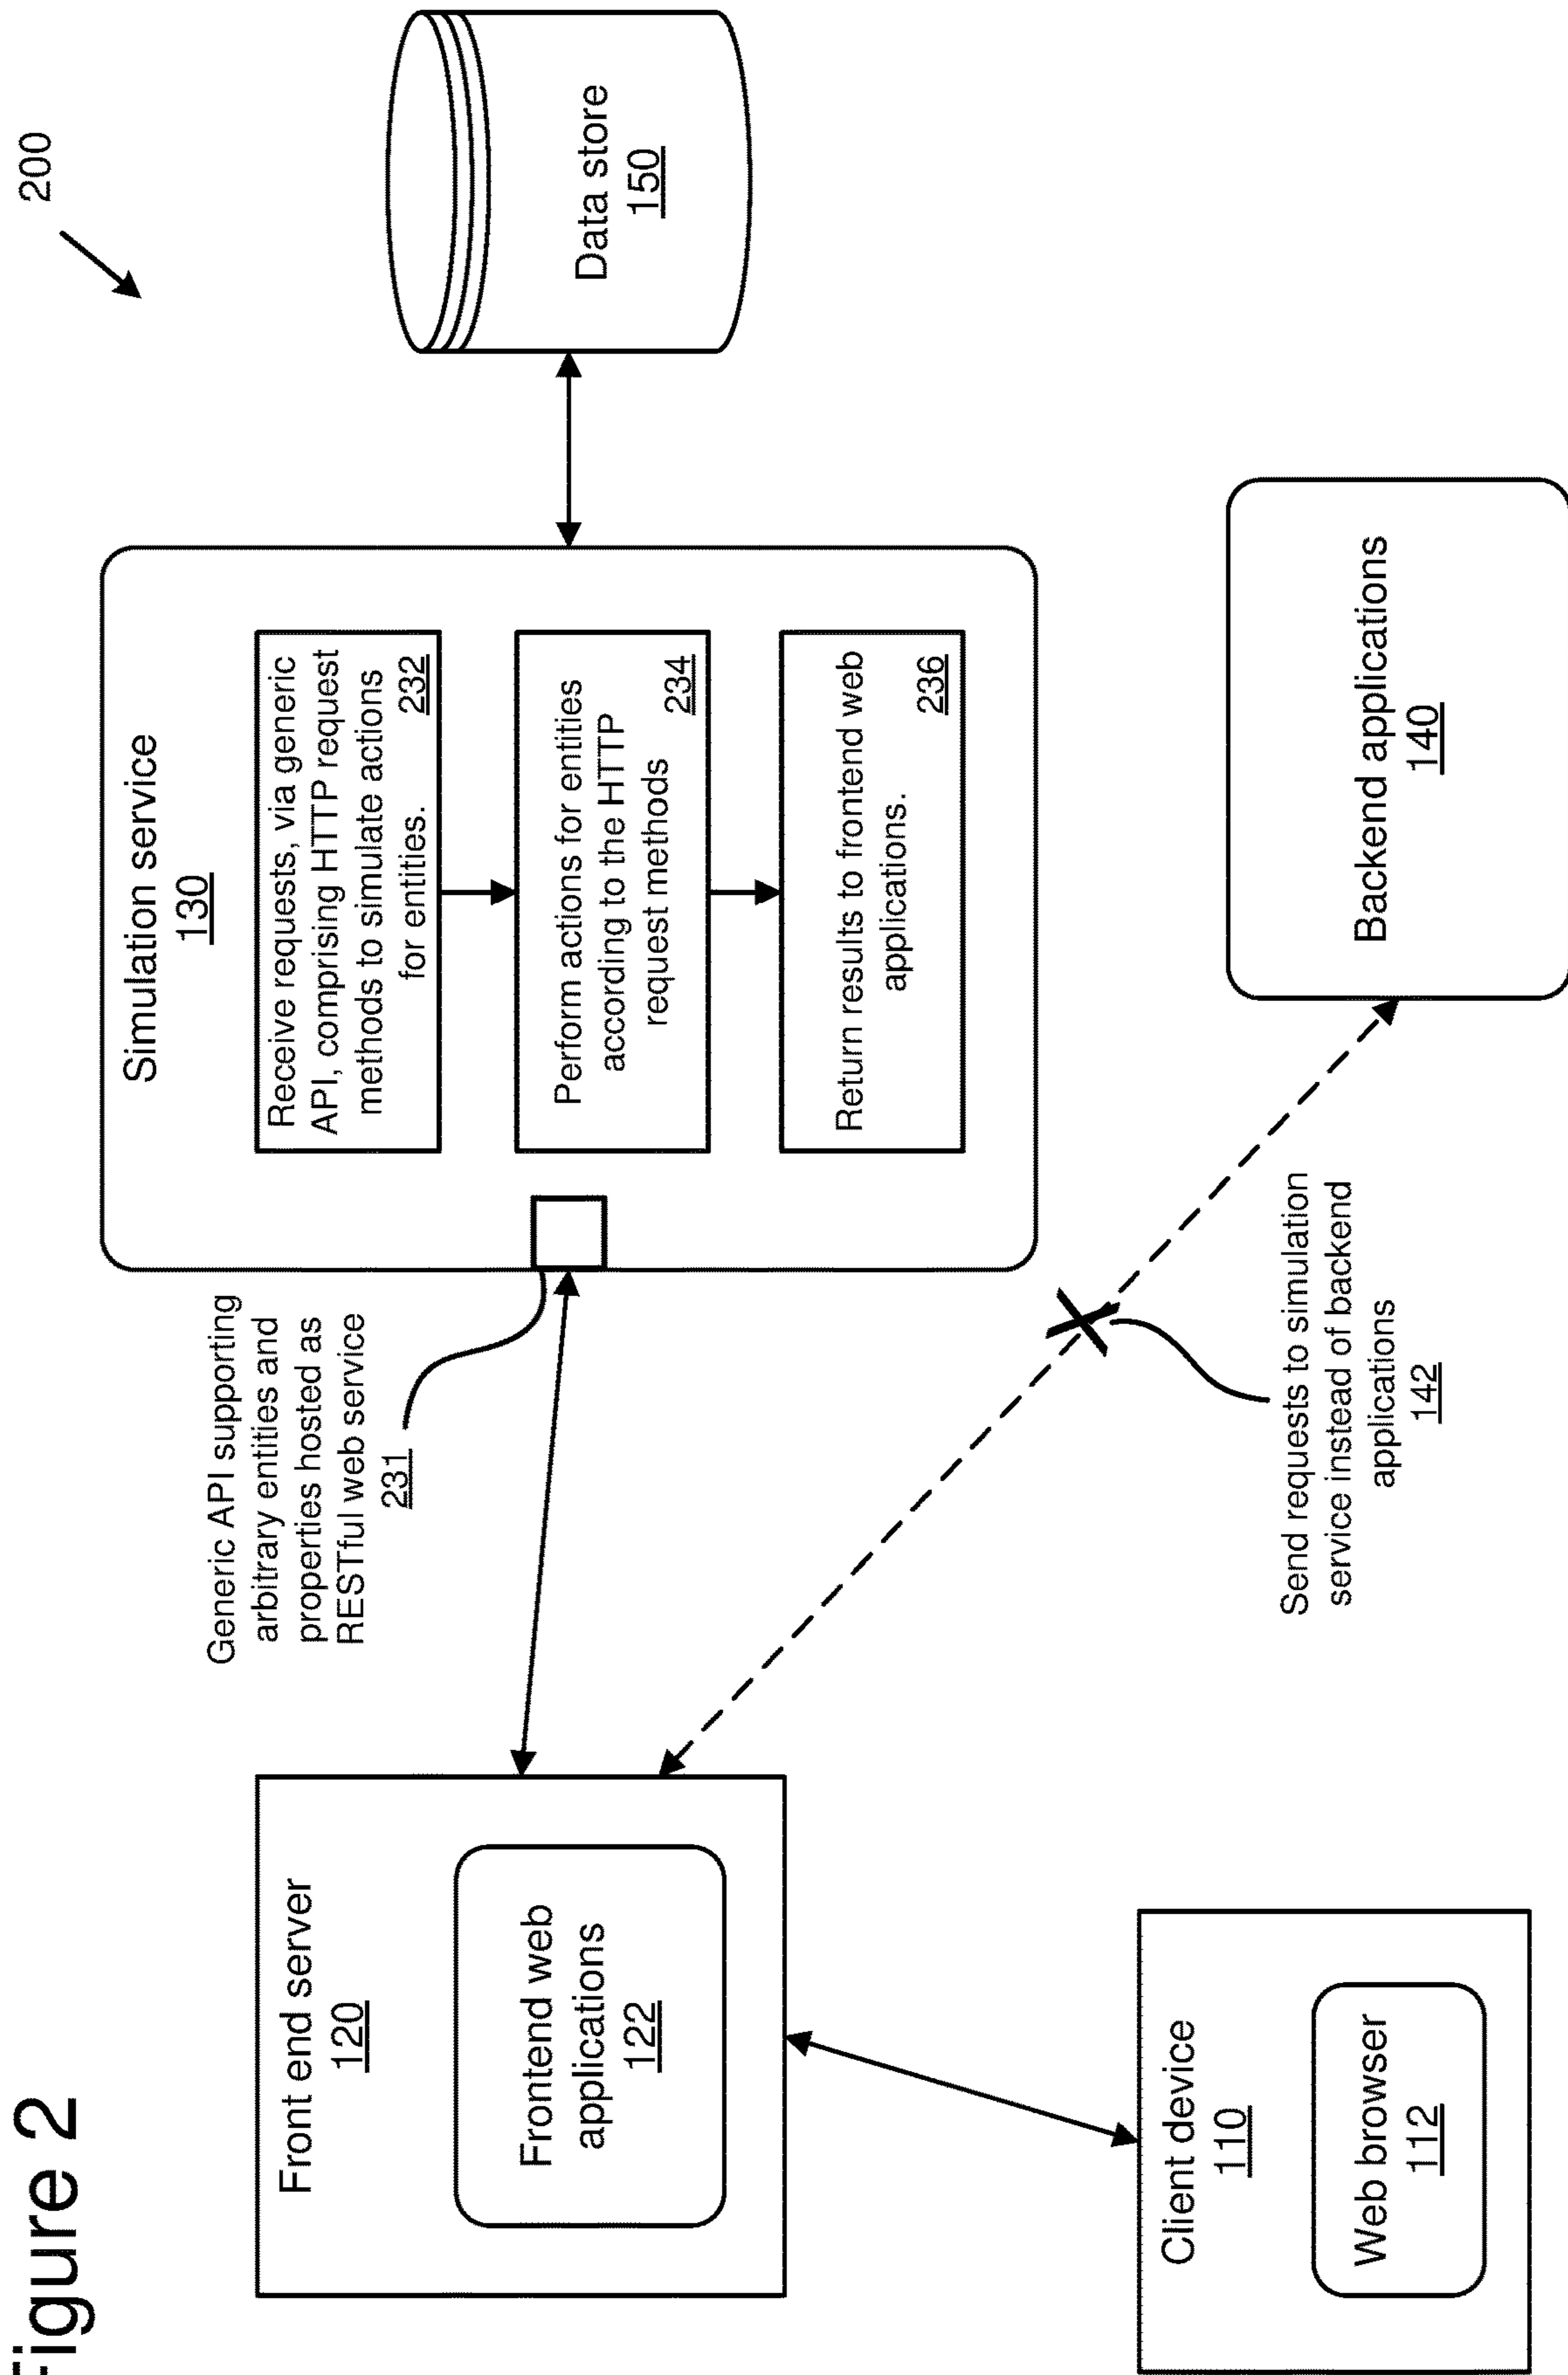 Figure 2
200
Front end server
120
Frontend web
applications
122
Client device
110
Web browser
112
Generic API supporting
arbitrary entities and
properties hosted as
RESTful web service
231
Simulation service
130
Receive requests, via generic
API, comprising HTTP request
methods to simulate actions
for entities.
232
Perform actions for entities
according to the HTTP
request methods
234
Return results to frontend web
applications.
236
Data store
150
Send requests to simulation
service instead of backend
applications
142
Backend applications
140